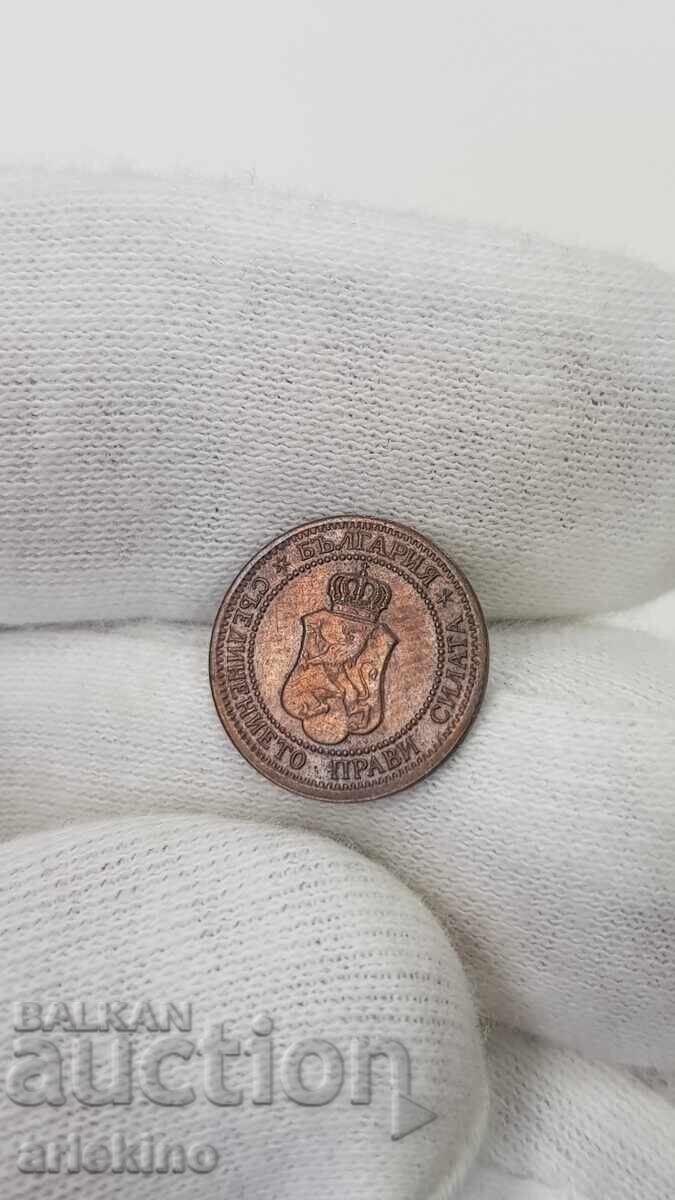 ★ БЪЛГАРИЯ ★
СЪЕДИНЕНИЕТО ПРАВИ СИЛАТА
BALKAN
auction
arlekino